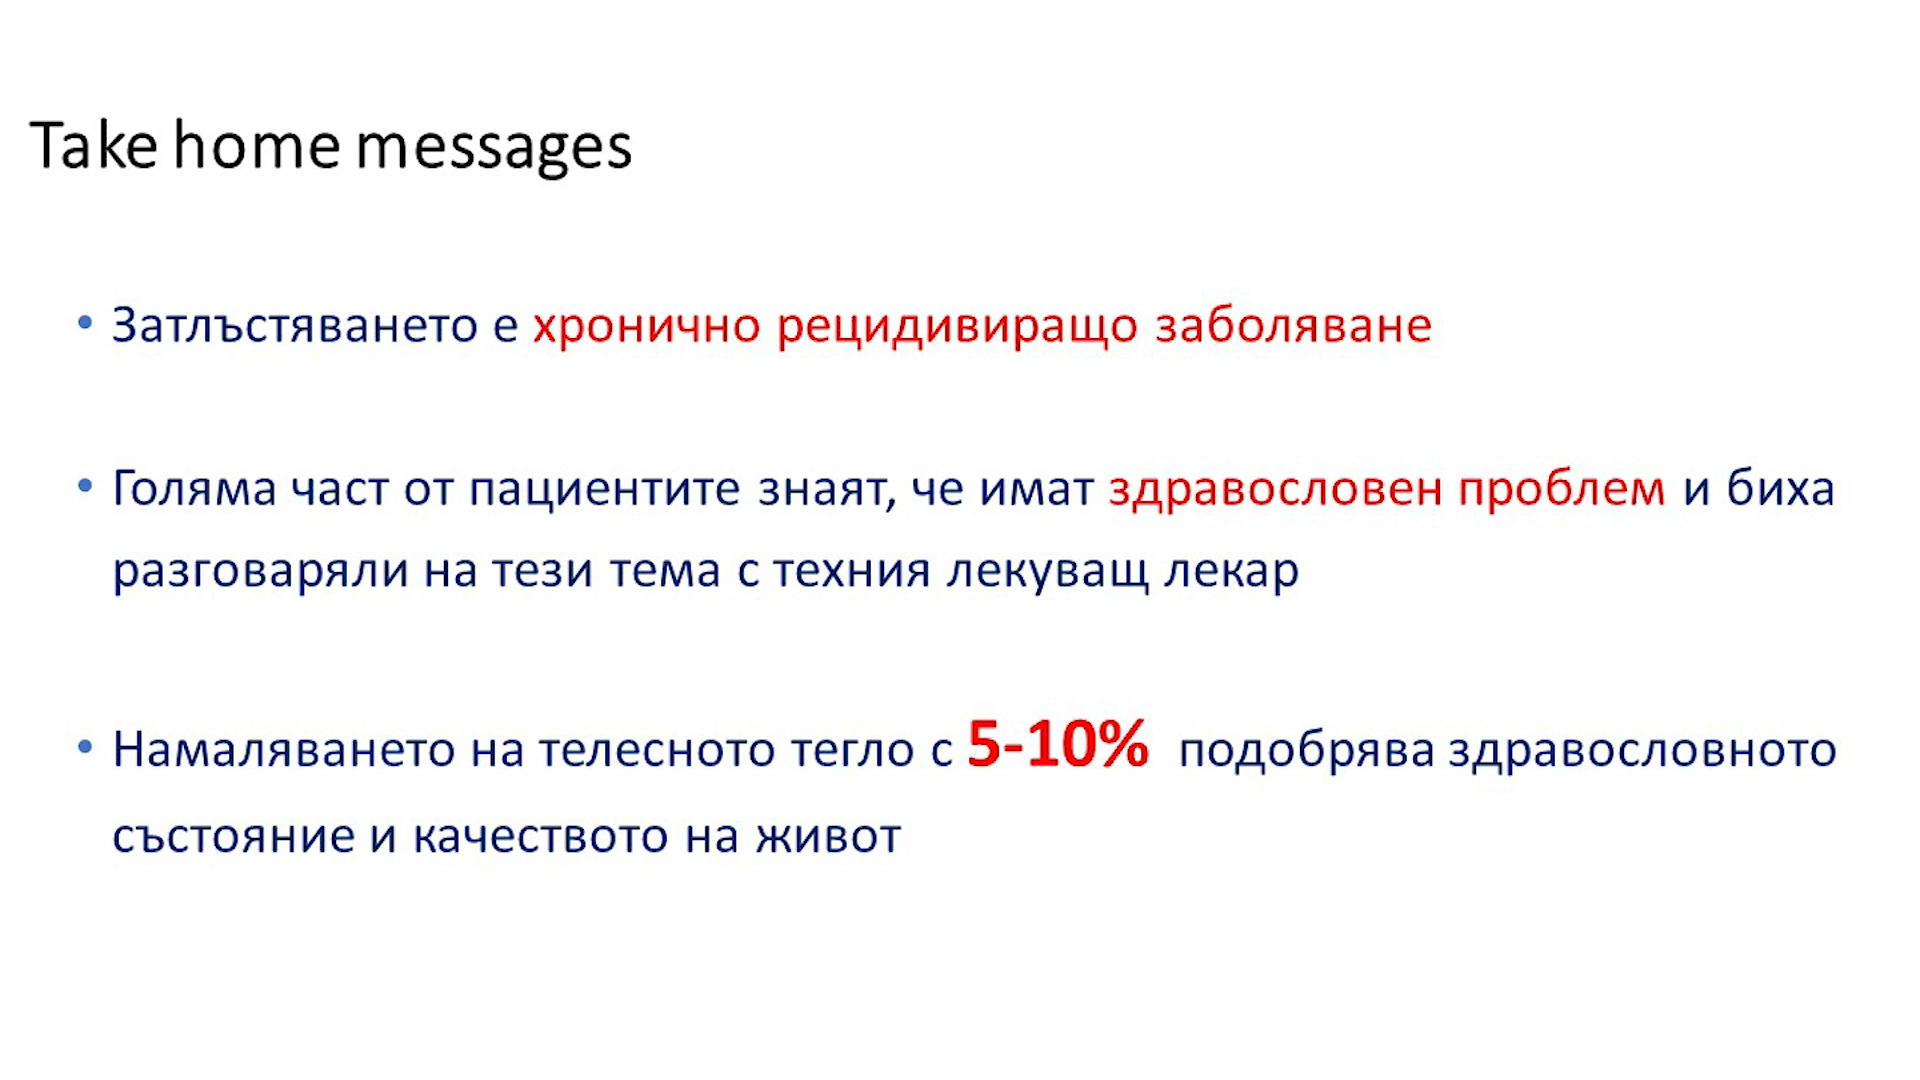 Take home messages
• Затлъстяването е хронично рецидивиращо заболяване
• Голяма част от пациентите знаят, че имат здравословен проблем и биха
разговаряли на тези тема с техния лекуващ лекар
• Намаляването на телесното тегло с 5-10% подобрява здравословното
състояние и качеството на живот